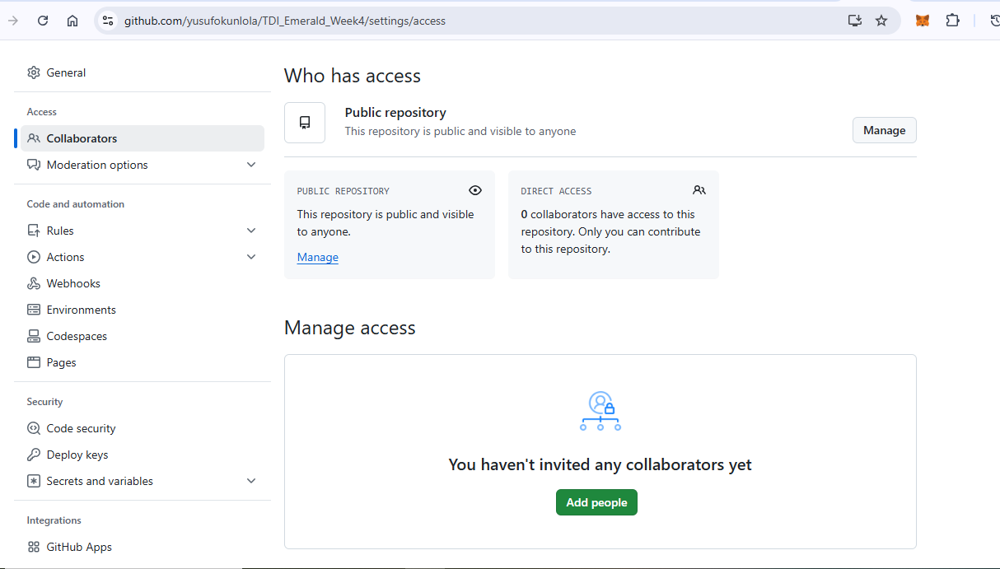 github.com/yusufokunlola/TDI_Emerald_Week4/settings/access
General
Access
Collaborators
Moderation options
Code and automation
Rules
Actions
Webhooks
Environments
Codespaces
Pages
Security
Code security
Deploy keys
Secrets and variables
Integrations
GitHub Apps
Who has access
Public repository
This repository is public and visible to anyone
Manage
PUBLIC REPOSITORY
This repository is public and visible
to anyone.
Manage
DIRECT ACCESS
0 collaborators have access to this
repository. Only you can contribute
to this repository.
Manage access
You haven't invited any collaborators yet
Add people